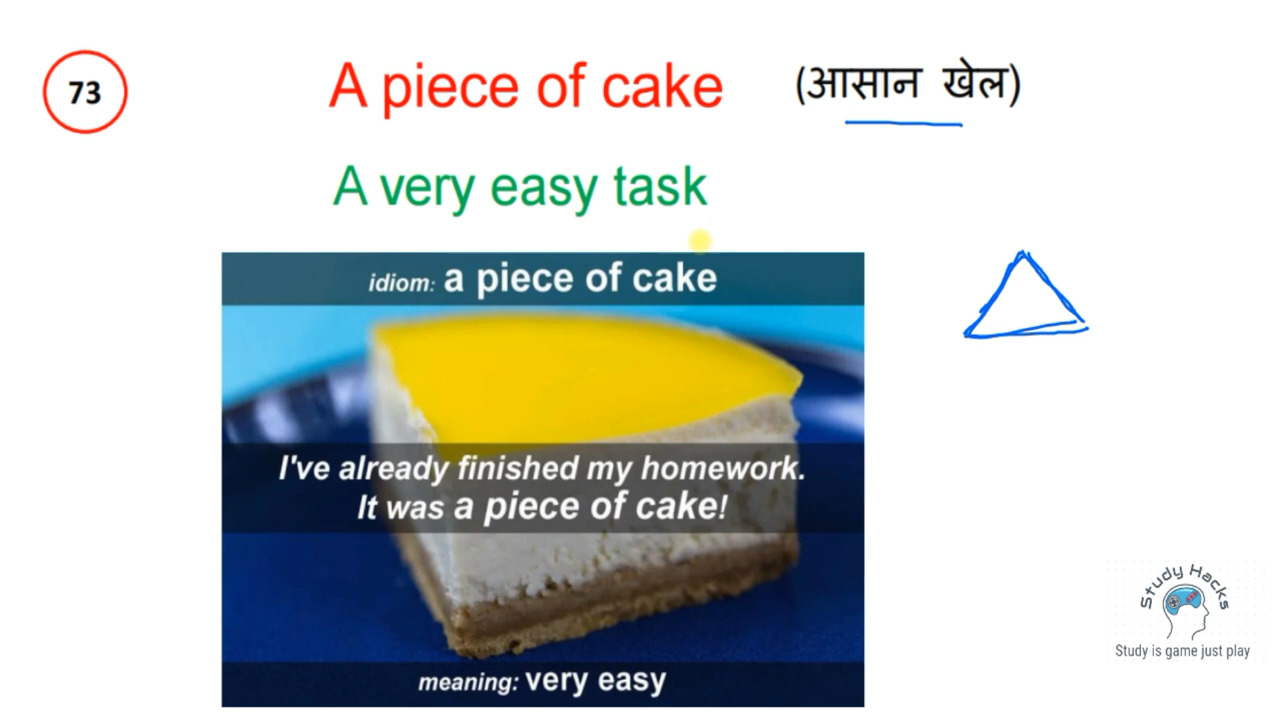 73
A piece of cake (आसान खेल)
A very easy task
idiom: a piece of cake
I've already finished my homework.
It was a piece of cake!
meaning: very easy
Study Hacks
Study is game just play